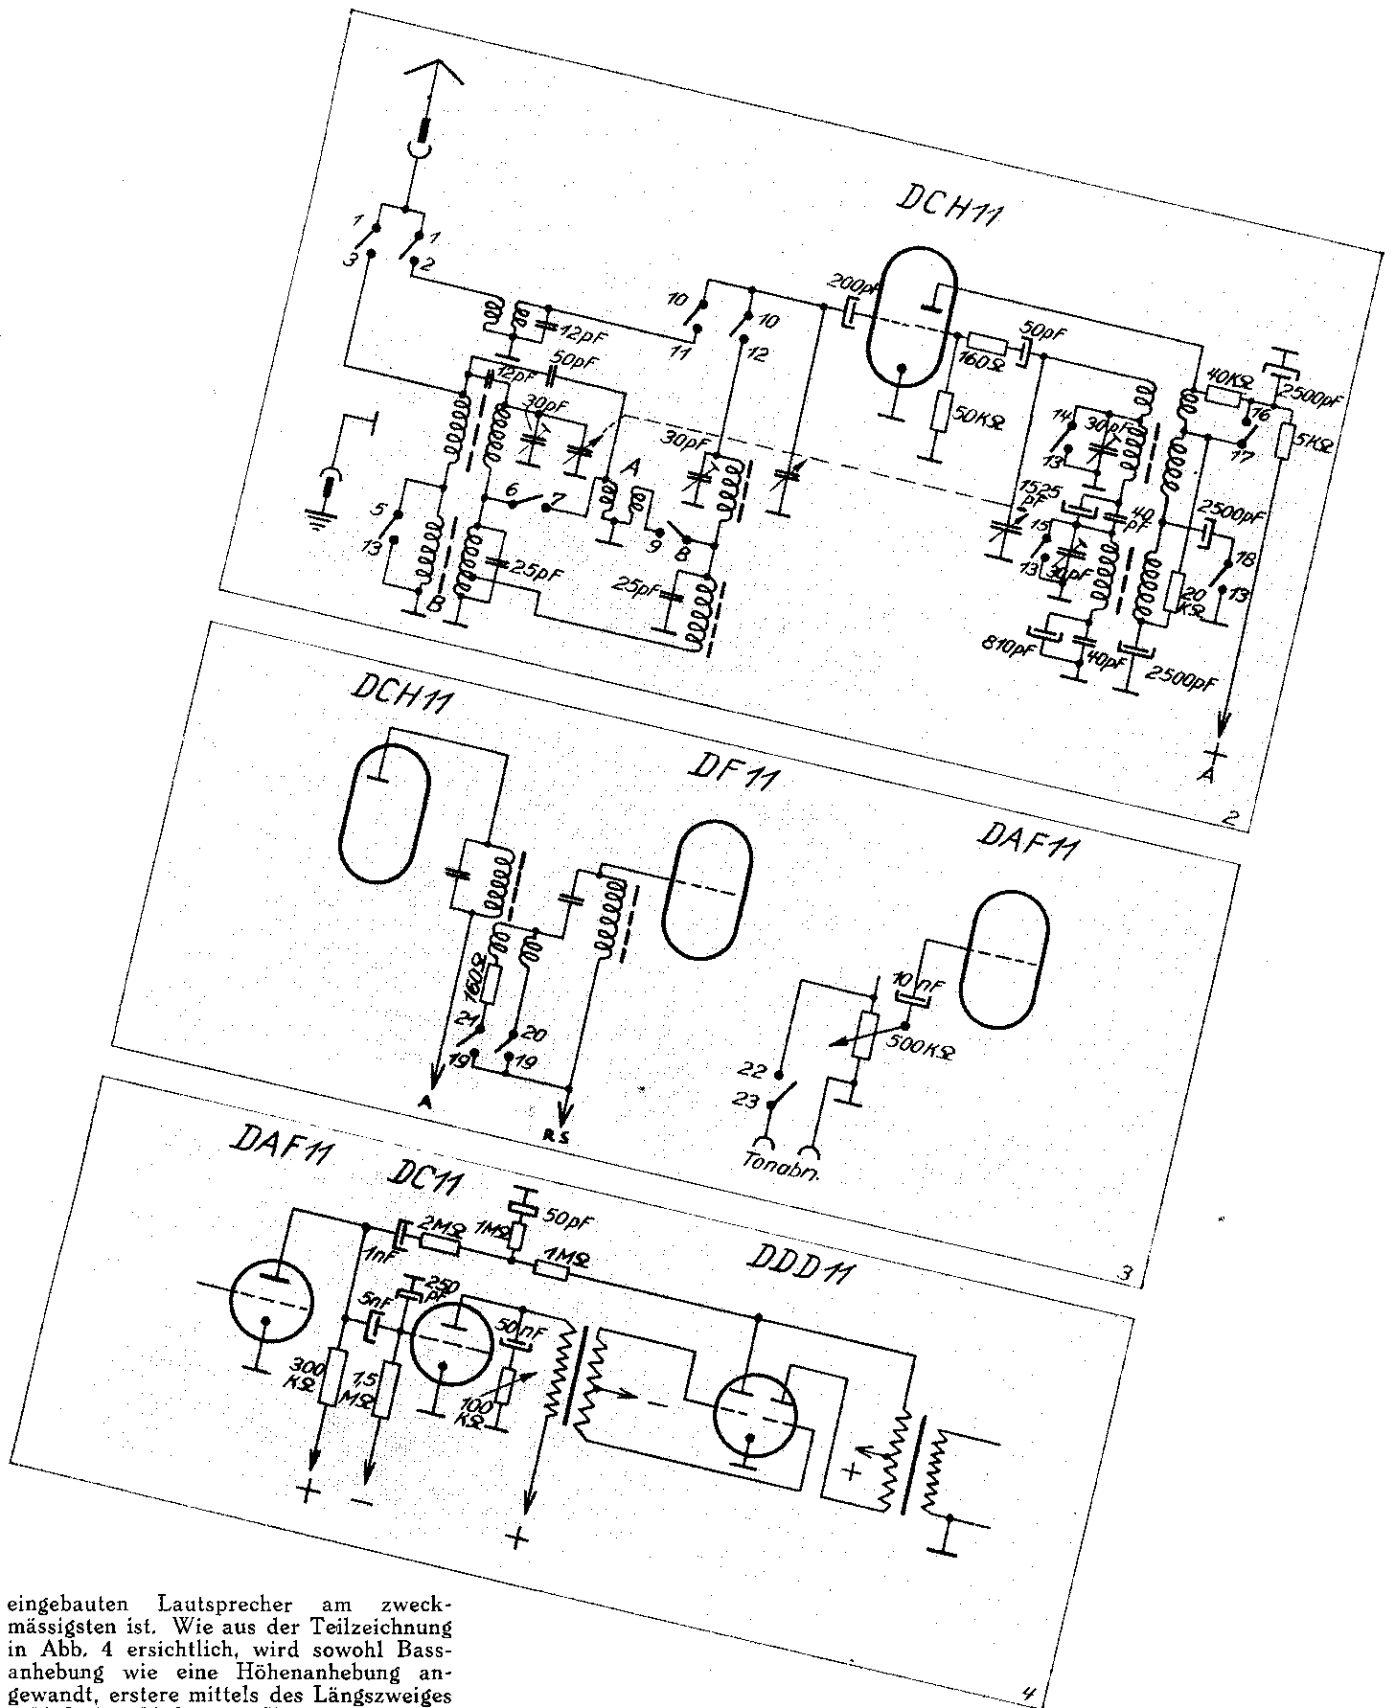 DCH11
1
3
1
2
10
11
10
12
200pF
12pF
50pF
12pF
30pF
A
6
7
5
13
B
25pF
30pF
9
8
25pF
160Ω
50pF
50KΩ
14
30pF
13
1525
pF
40
pF
15
13
30pF
810pF
40pF
40KΩ
16
17
2500pF
5KΩ
2500pF
18
13
20
KΩ
2500pF
+
A
2
DCH11
DF11
DAF11
160Ω
21
20
19
19
A
RS
10nF
500KΩ
22
23
Tonabn.
3
DAF11
DC11
DDD11
1nF
2MΩ
1MΩ
50pF
1MΩ
5nF
250
pF
50nF
300
KΩ
1,5
MΩ
100
KΩ
+
−
+
−
+
4
eingebauten Lautsprecher am zweck-
mässigsten ist. Wie aus der Teilzeichnung
in Abb. 4 ersichtlich, wird sowohl Bass-
anhebung wie eine Höhenanhebung an-
gewandt, erstere mittels des Längszweiges